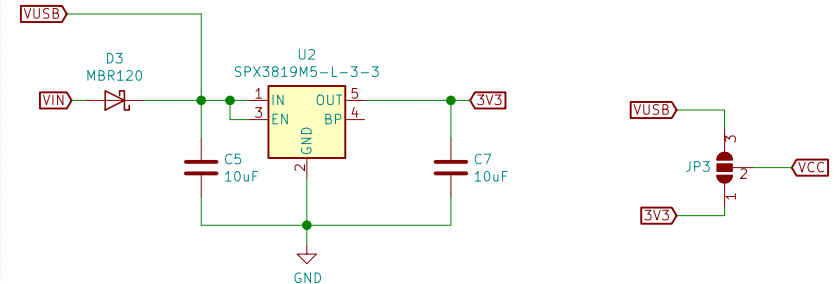 VUSB
D3
MBR120
VIN
U2
SPX3819M5-L-3-3
1 IN OUT 5
3 EN BP 4
GND
2
3V3
C5
10uF
C7
10uF
GND
VUSB
3
JP3
2
VCC
1
3V3